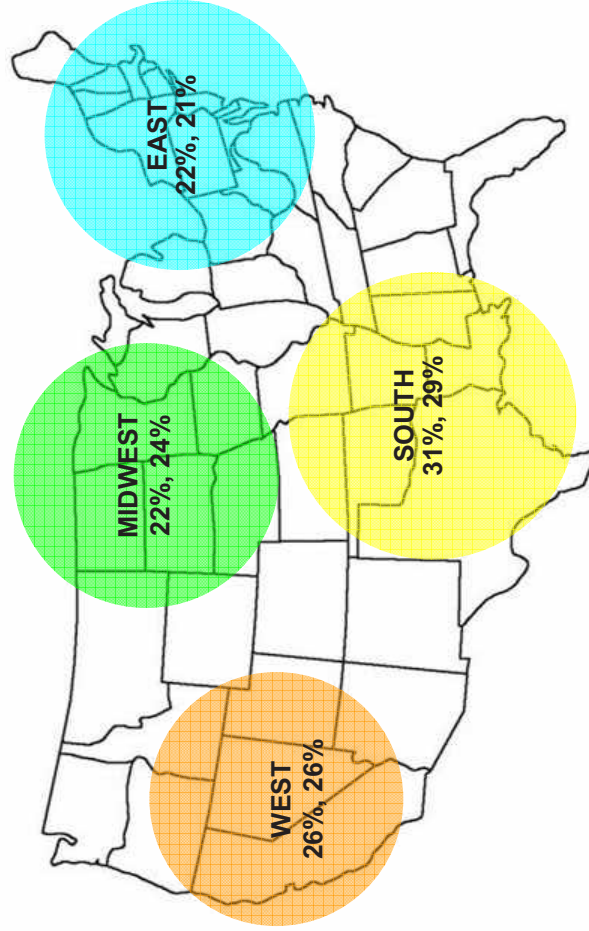 EAST
22%, 21%
MIDWEST
22%, 24%
SOUTH
31%, 29%
WEST
26%, 26%